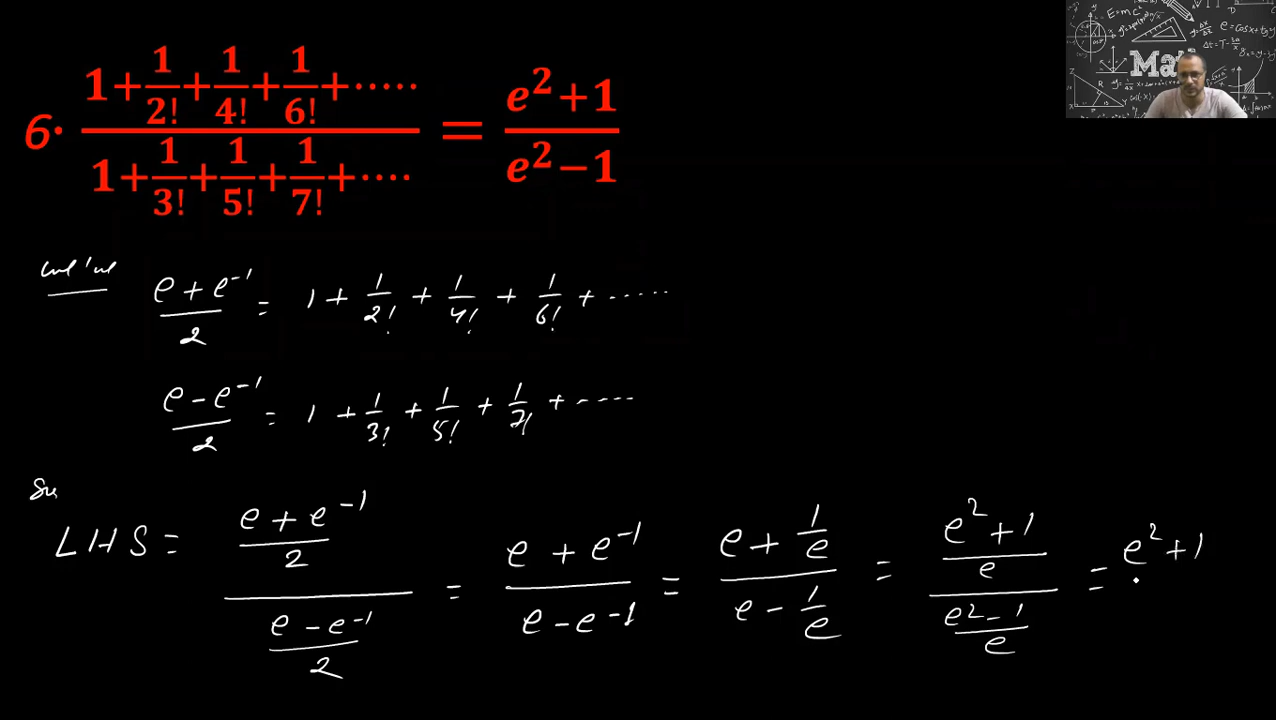 6. (1+1/2!+1/4!+1/6!+.....)/(1+1/3!+1/5!+1/7!+....) = (e²+1)/(e²−1)
(e + e⁻¹)/2 = 1 + 1/2! + 1/4! + 1/6! + .....
(e − e⁻¹)/2 = 1 + 1/3! + 1/5! + 1/7! + .....
LHS = ((e + e⁻¹)/2)/((e − e⁻¹)/2) = (e + e⁻¹)/(e − e⁻¹) = (e + 1/e)/(e − 1/e) = ((e² + 1)/e)/((e² − 1)/e) = e² + 1
Math
E=mc²